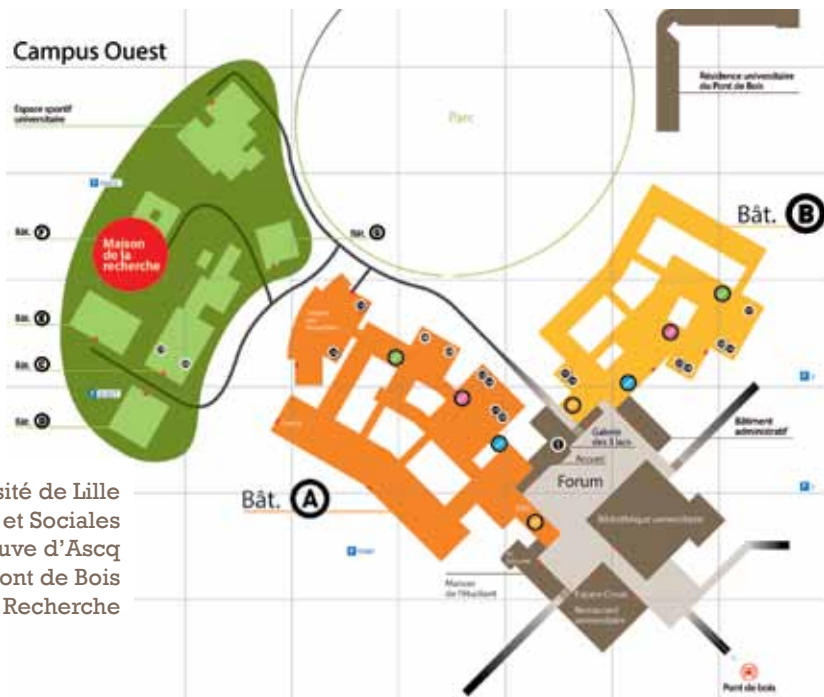 Campus Ouest
Espace sportif
universitaire
Résidence universitaire
du Pont de Bois
Parc
Bât. B
Bât. F
Bât. G
Maison
de la
recherche
Bât. E
Bât. C
Bât. D
Bâtiment
administratif
Galerie
des 3 lacs
Accueil
Forum
Bât. A
Bibliothèque universitaire
Maison
de l'étudiant
Espace Croisé
Restaurant
universitaire
Pont de bois
sité de Lille
et Sociales
uve d'Ascq
ont de Bois
Recherche